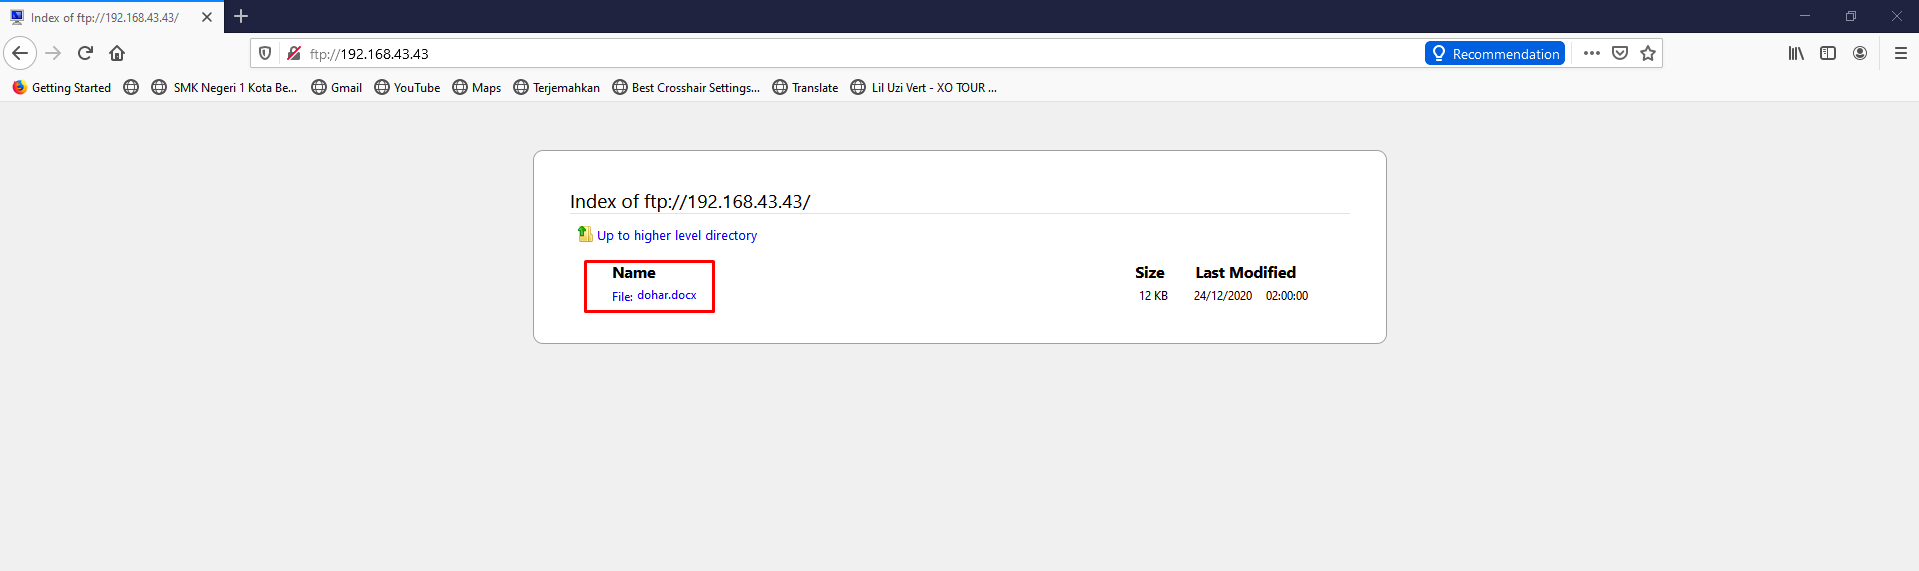 Index of ftp://192.168.43.43/
ftp://192.168.43.43
Recommendation
Getting Started SMK Negeri 1 Kota Be... Gmail YouTube Maps Terjemahkan Best Crosshair Settings... Translate Lil Uzi Vert - XO TOUR ...
Index of ftp://192.168.43.43/
Up to higher level directory
Name Size Last Modified
File: dohar.docx 12 KB 24/12/2020 02:00:00